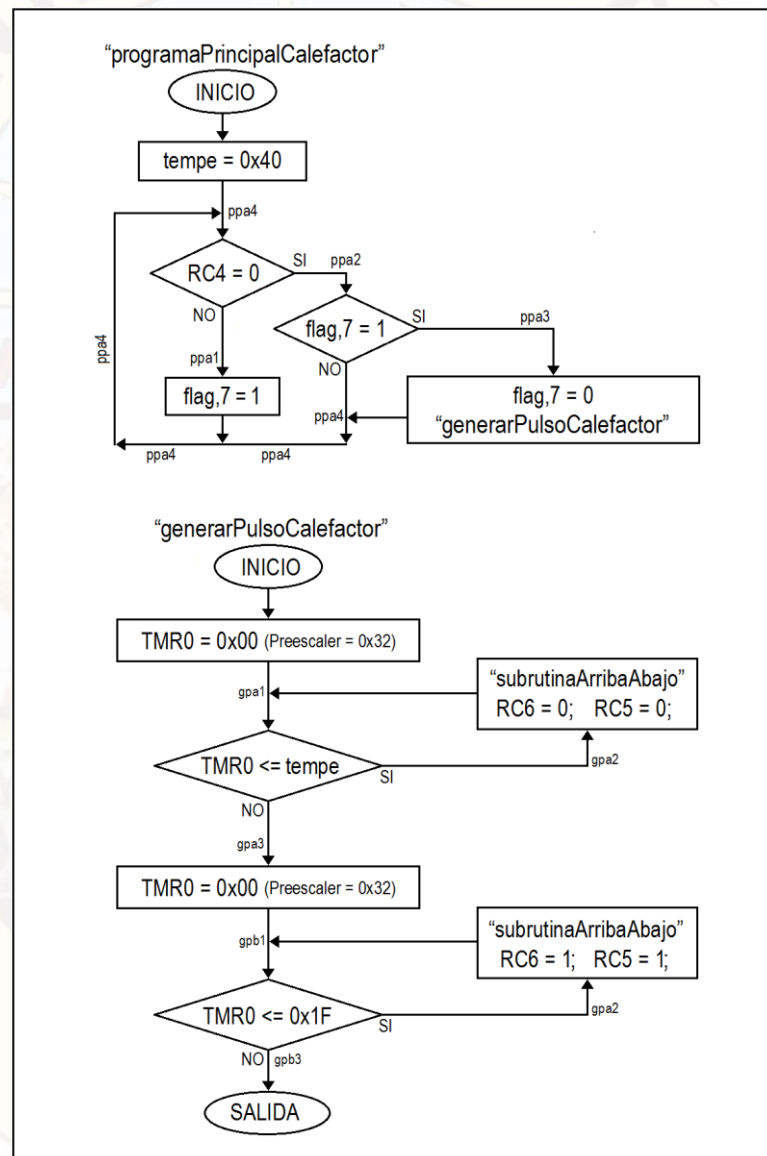 “programaPrincipalCalefactor”
INICIO
tempe = 0x40
ppa4
RC4 = 0
SI
ppa2
NO
ppa1
ppa4
flag,7 = 1
SI
ppa3
NO
flag,7 = 1
ppa4
flag,7 = 0
“generarPulsoCalefactor”
ppa4
ppa4
“generarPulsoCalefactor”
INICIO
TMR0 = 0x00 (Preescaler = 0x32)
gpa1
“subrutinaArribaAbajo”
RC6 = 0; RC5 = 0;
TMR0 <= tempe
SI
gpa2
NO
gpa3
TMR0 = 0x00 (Preescaler = 0x32)
gpb1
“subrutinaArribaAbajo”
RC6 = 1; RC5 = 1;
TMR0 <= 0x1F
SI
gpa2
NO
gpb3
SALIDA